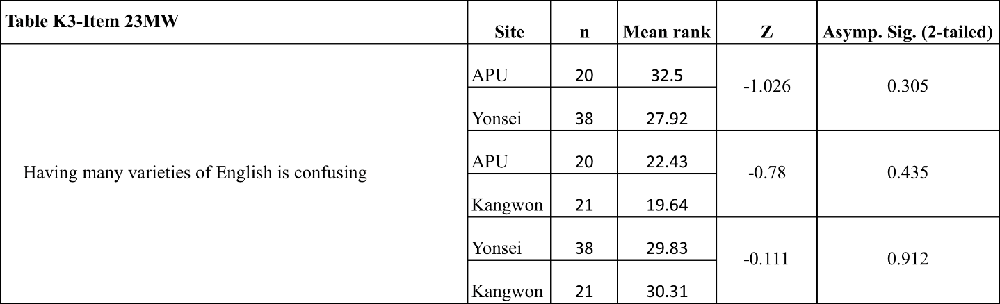 Table K3-Item 23MW
Site n Mean rank Z Asymp. Sig. (2-tailed)
Having many varieties of English is confusing
APU 20 32.5 -1.026 0.305
Yonsei 38 27.92
APU 20 22.43 -0.78 0.435
Kangwon 21 19.64
Yonsei 38 29.83 -0.111 0.912
Kangwon 21 30.31